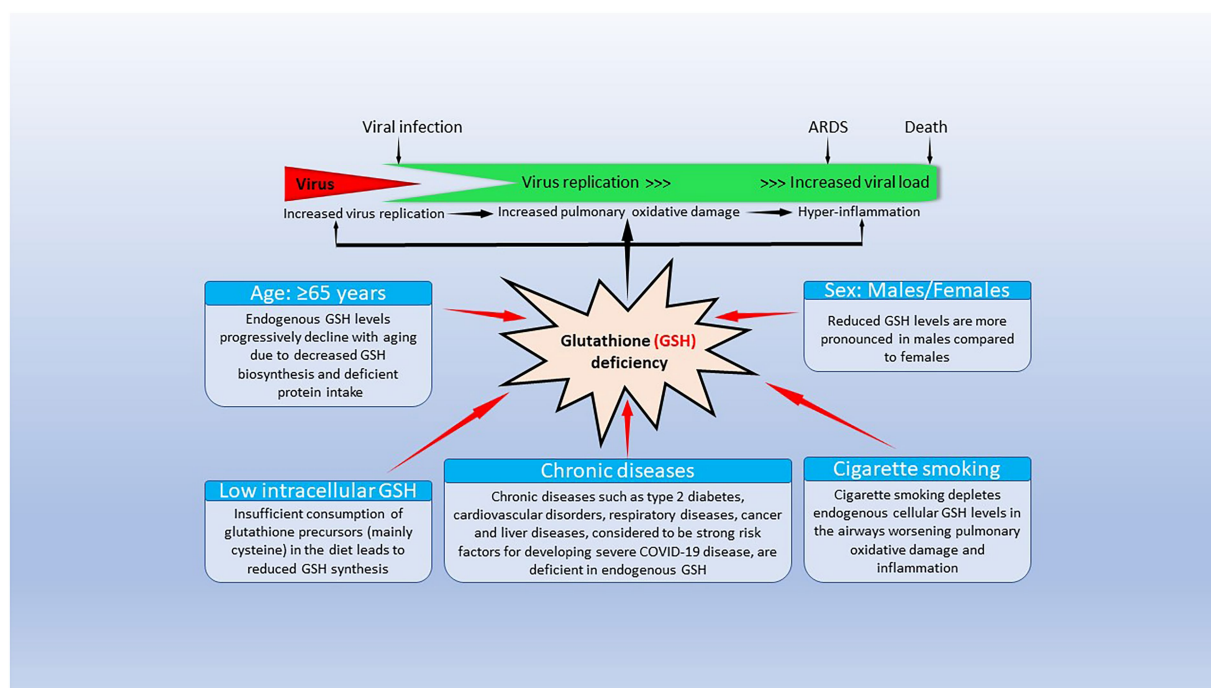 Viral infection
ARDS
Death
Virus
Virus replication >>>
>>> Increased viral load
Increased virus replication
Increased pulmonary oxidative damage
Hyper-inflammation
Age: ≥65 years
Endogenous GSH levels
progressively decline with aging
due to decreased GSH
biosynthesis and deficient
protein intake
Glutathione (GSH)
deficiency
Sex: Males/Females
Reduced GSH levels are more
pronounced in males compared
to females
Low intracellular GSH
Insufficient consumption of
glutathione precursors (mainly
cysteine) in the diet leads to
reduced GSH synthesis
Chronic diseases
Chronic diseases such as type 2 diabetes,
cardiovascular disorders, respiratory diseases, cancer
and liver diseases, considered to be strong risk
factors for developing severe COVID-19 disease, are
deficient in endogenous GSH
Cigarette smoking
Cigarette smoking depletes
endogenous cellular GSH levels in
the airways worsening pulmonary
oxidative damage and
inflammation